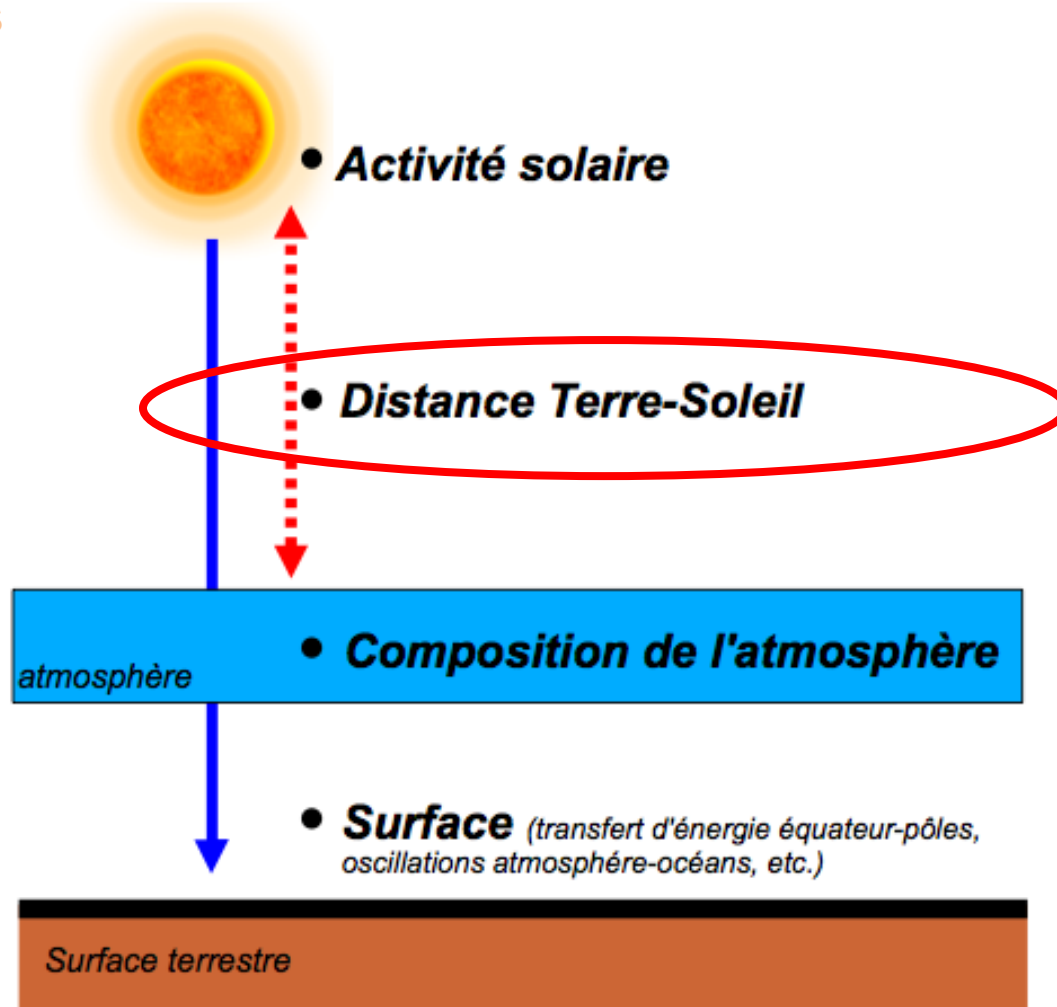 • Activité solaire
• Distance Terre-Soleil
• Composition de l'atmosphère
atmosphère
• Surface (transfert d'énergie équateur-pôles,
oscillations atmosphére-océans, etc.)
Surface terrestre